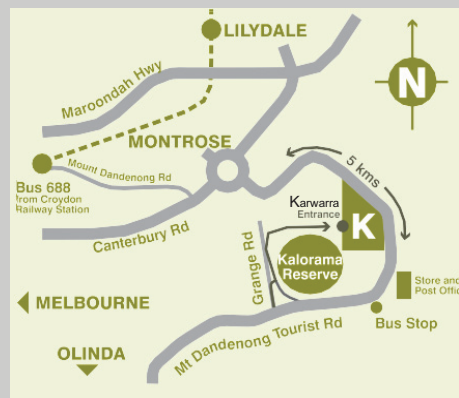 LILYDALE
Maroondah Hwy
N
MONTROSE
5 kms
Mount Dandenong Rd
Bus 688
from Croydon
Railway Station
Karwarra
Entrance
K
Canterbury Rd
Grange Rd
Kalorama
Reserve
Store and
Post Offic
MELBOURNE
Bus Stop
Mt Dandenong Tourist Rd
OLINDA